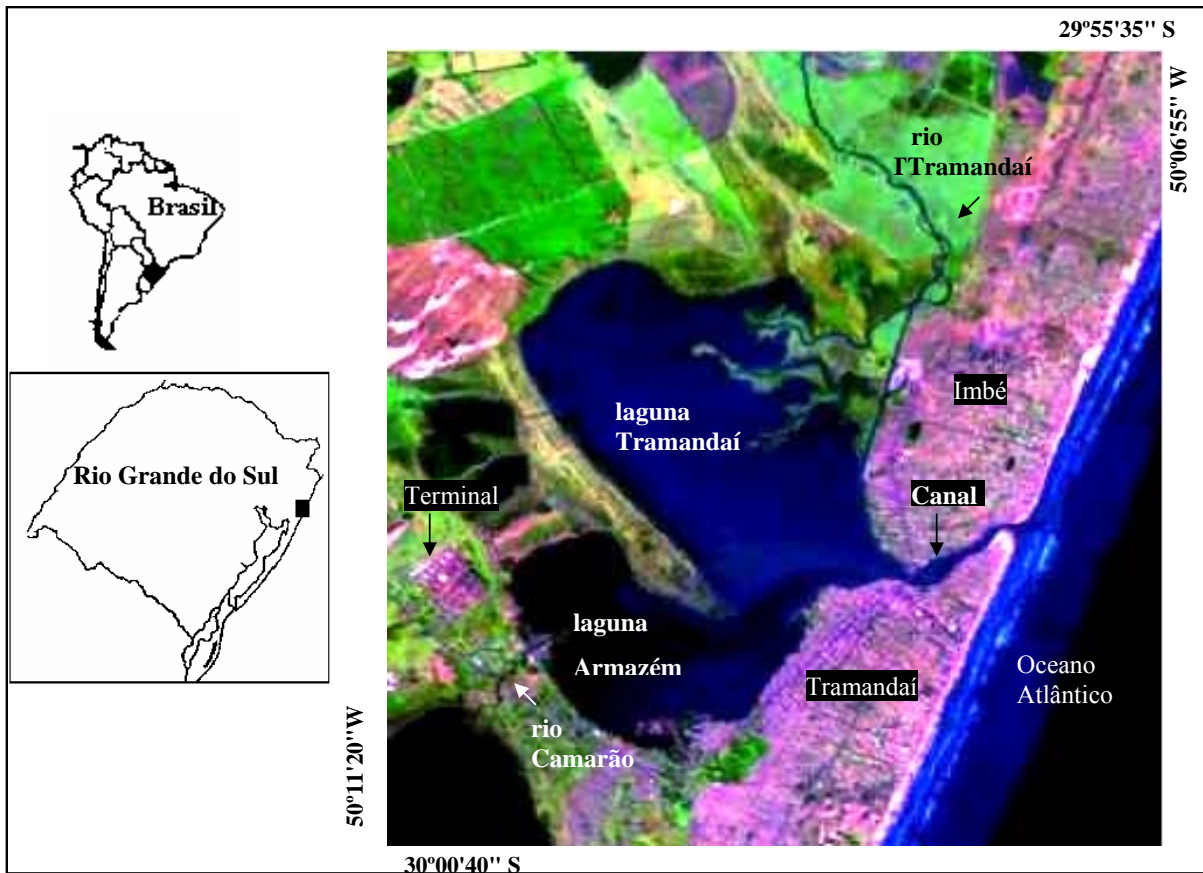 29º55'35'' S
50º06'55'' W
Brasil
Rio Grande do Sul
rio
TTramandaí
Imbé
laguna
Tramandaí
Terminal
Canal
laguna
Armazém
Tramandaí
Oceano
Atlântico
rio
Camarão
50º11'20''W
30º00'40'' S